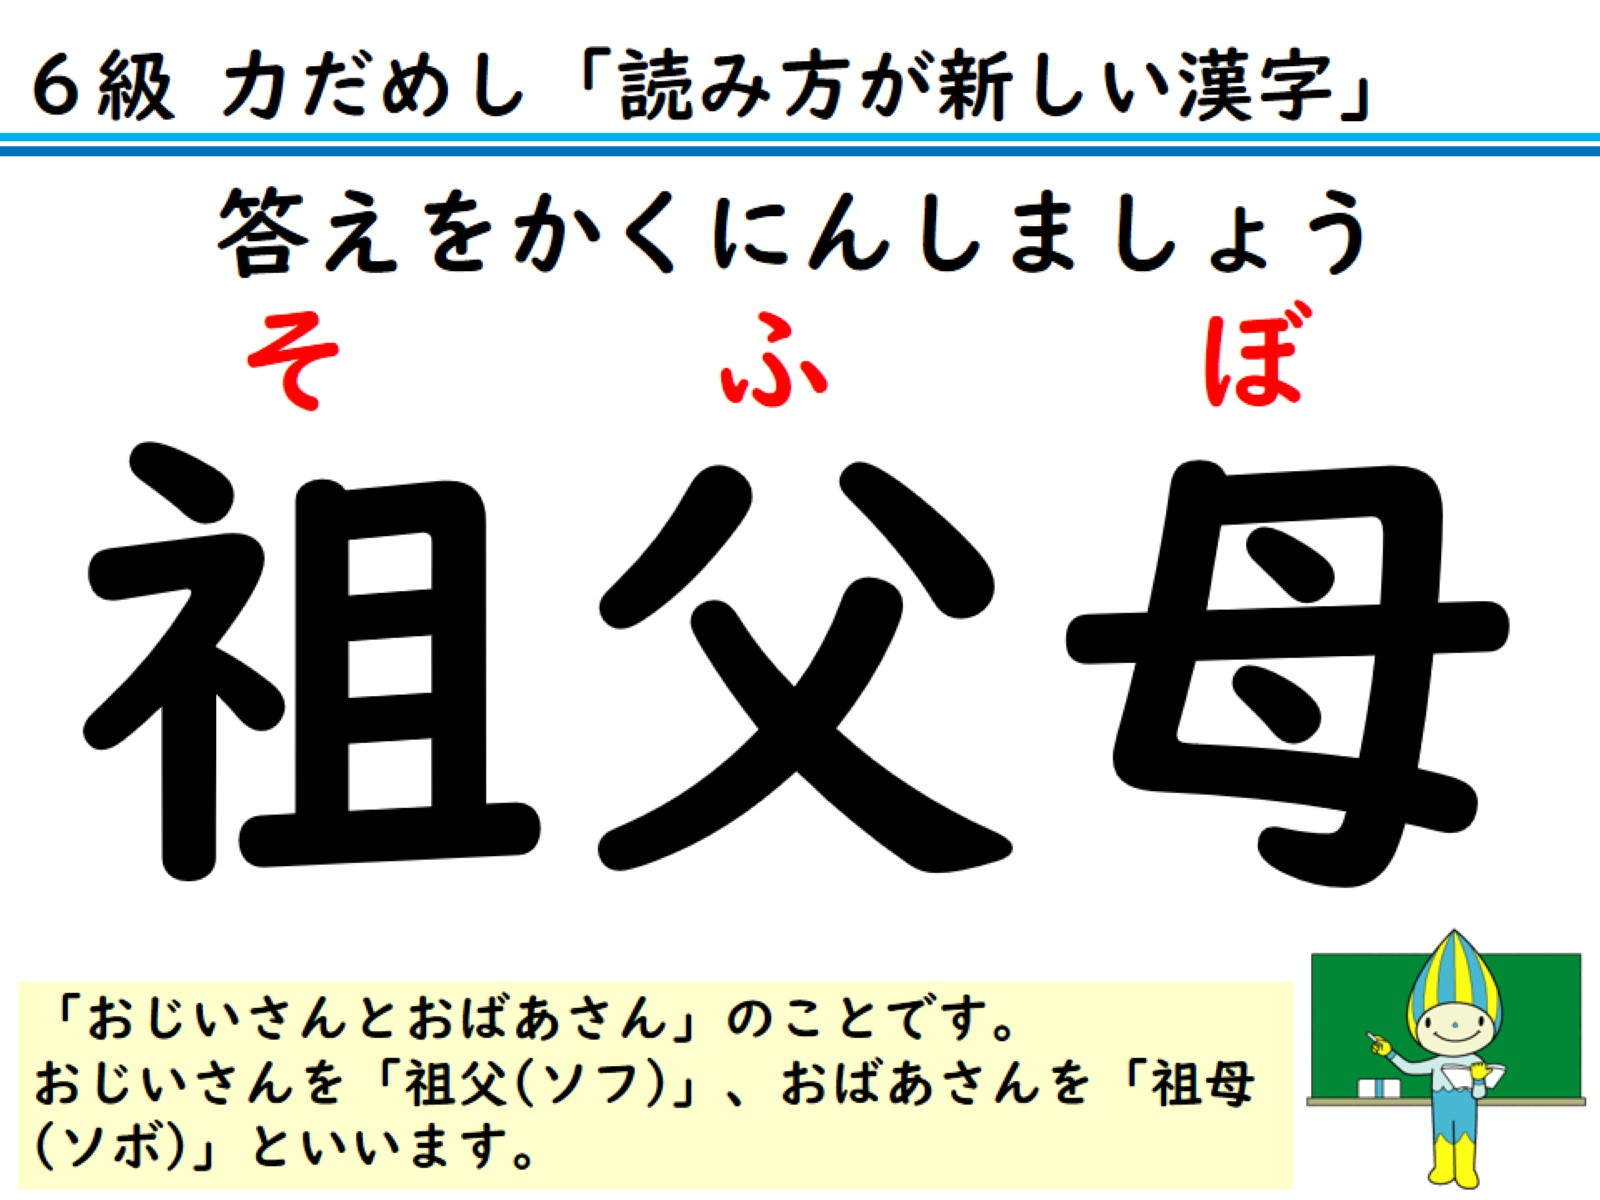 ６級 力だめし「読み方が新しい漢字」
答えをかくにんしましょう
そ ふ ぼ
祖父母
「おじいさんとおばあさん」のことです。
おじいさんを「祖父(ソフ)」、おばあさんを「祖母
(ソボ)」といいます。